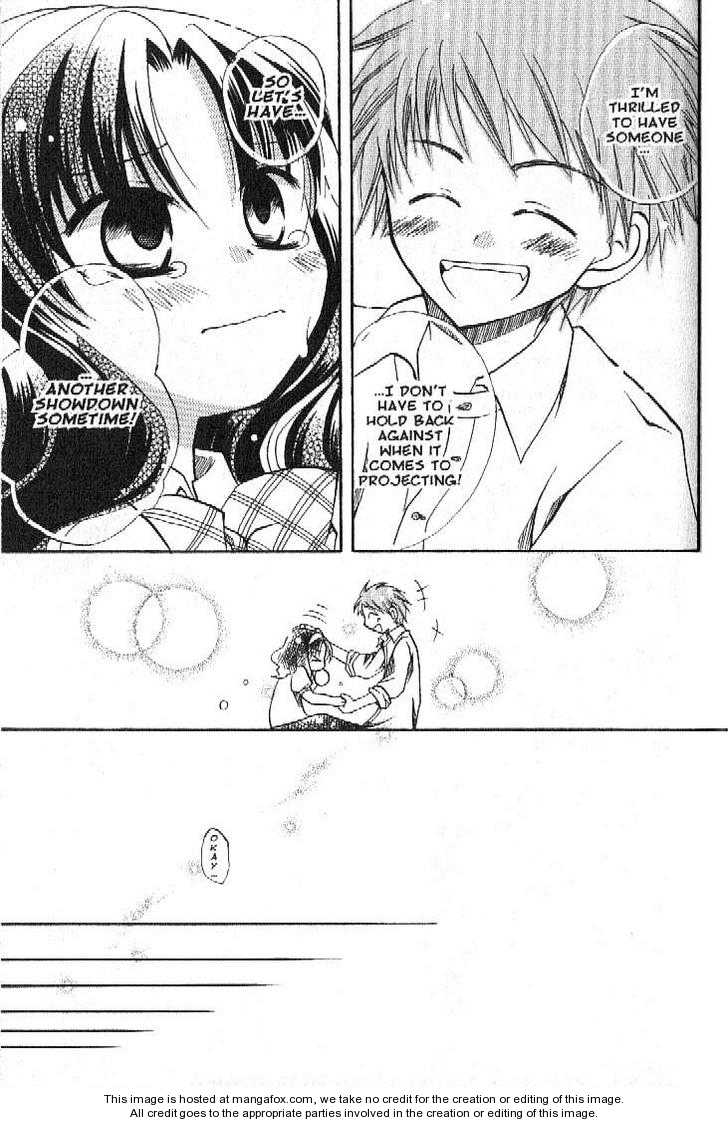 I'M
THRILLED
TO HAVE
SOMEONE
...
...I DON'T
HAVE TO
HOLD BACK
AGAINST
WHEN IT
COMES TO
PROJECTING!
SO
LET'S
HAVE...
...
ANOTHER
SHOWDOWN
SOMETIME!
OKAY...
This image is hosted at mangafox.com, we take no credit for the creation or editing of this image.
All credit goes to the appropriate parties involved in the creation or editing of this image.